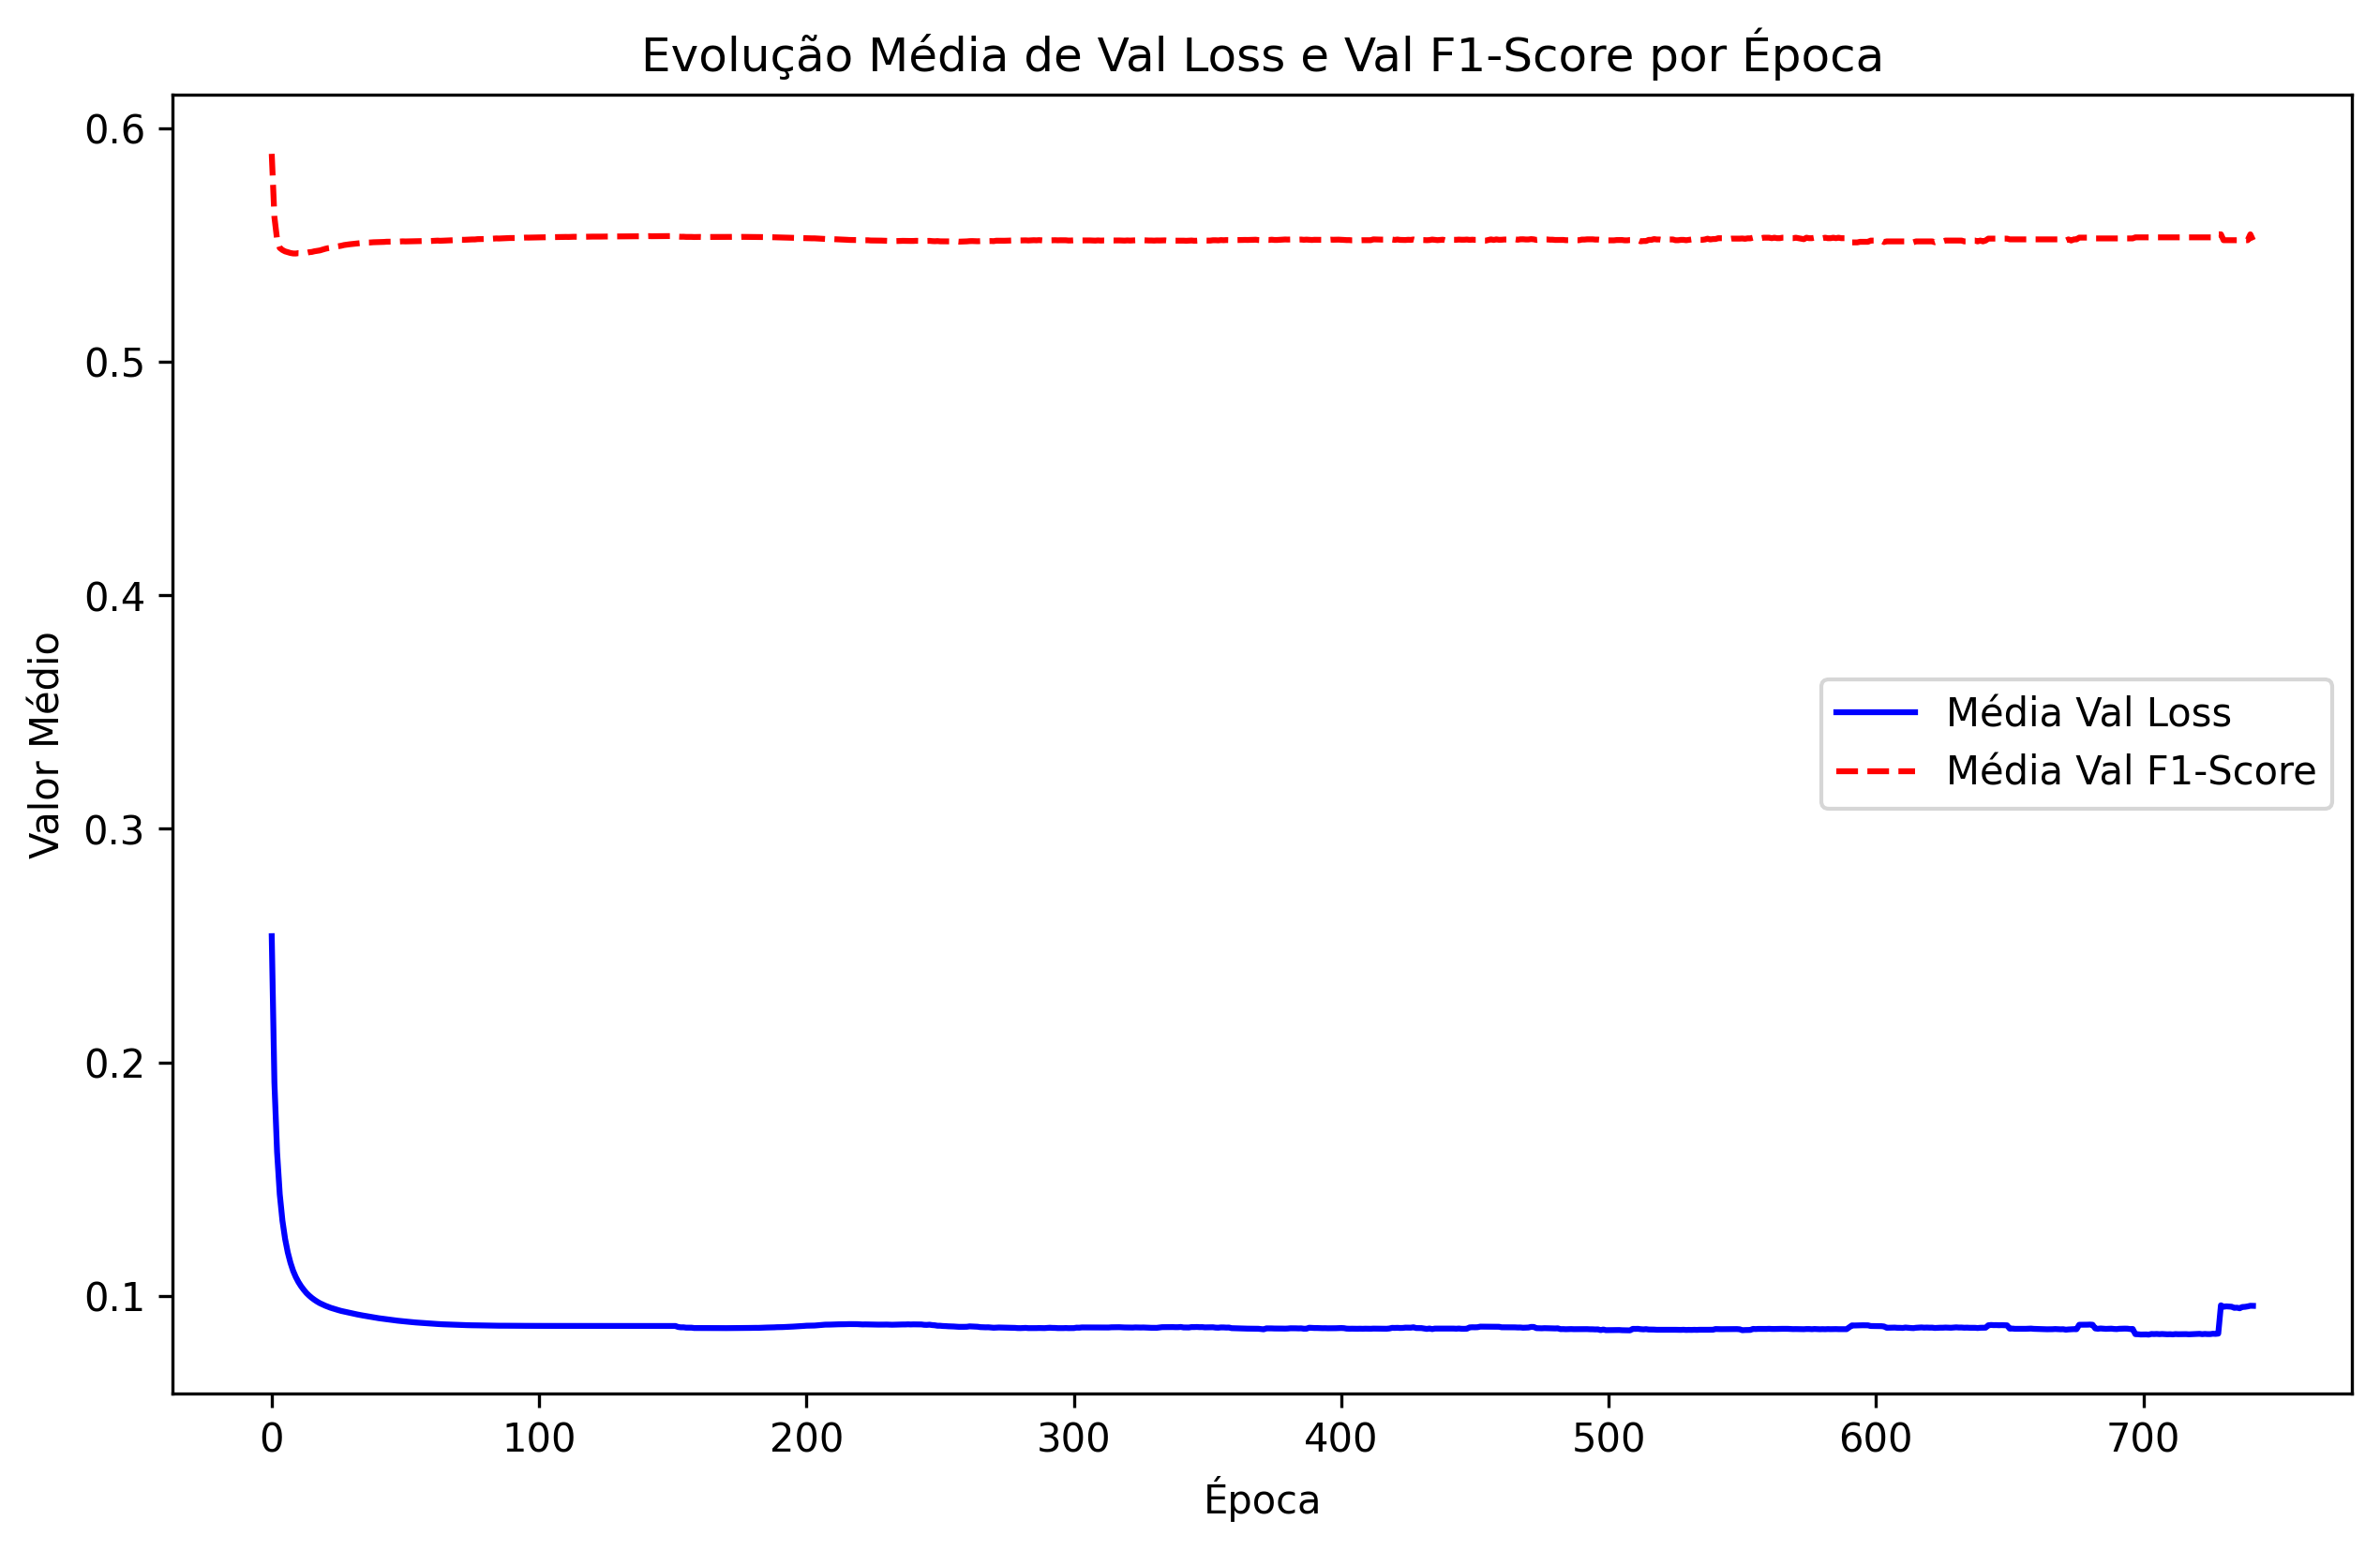 Evolução Média de Val Loss e Val F1-Score por Época
Valor Médio
0.6
0.5
0.4
0.3
0.2
0.1
Média Val Loss
Média Val F1-Score
0 100 200 300 400 500 600 700
Época